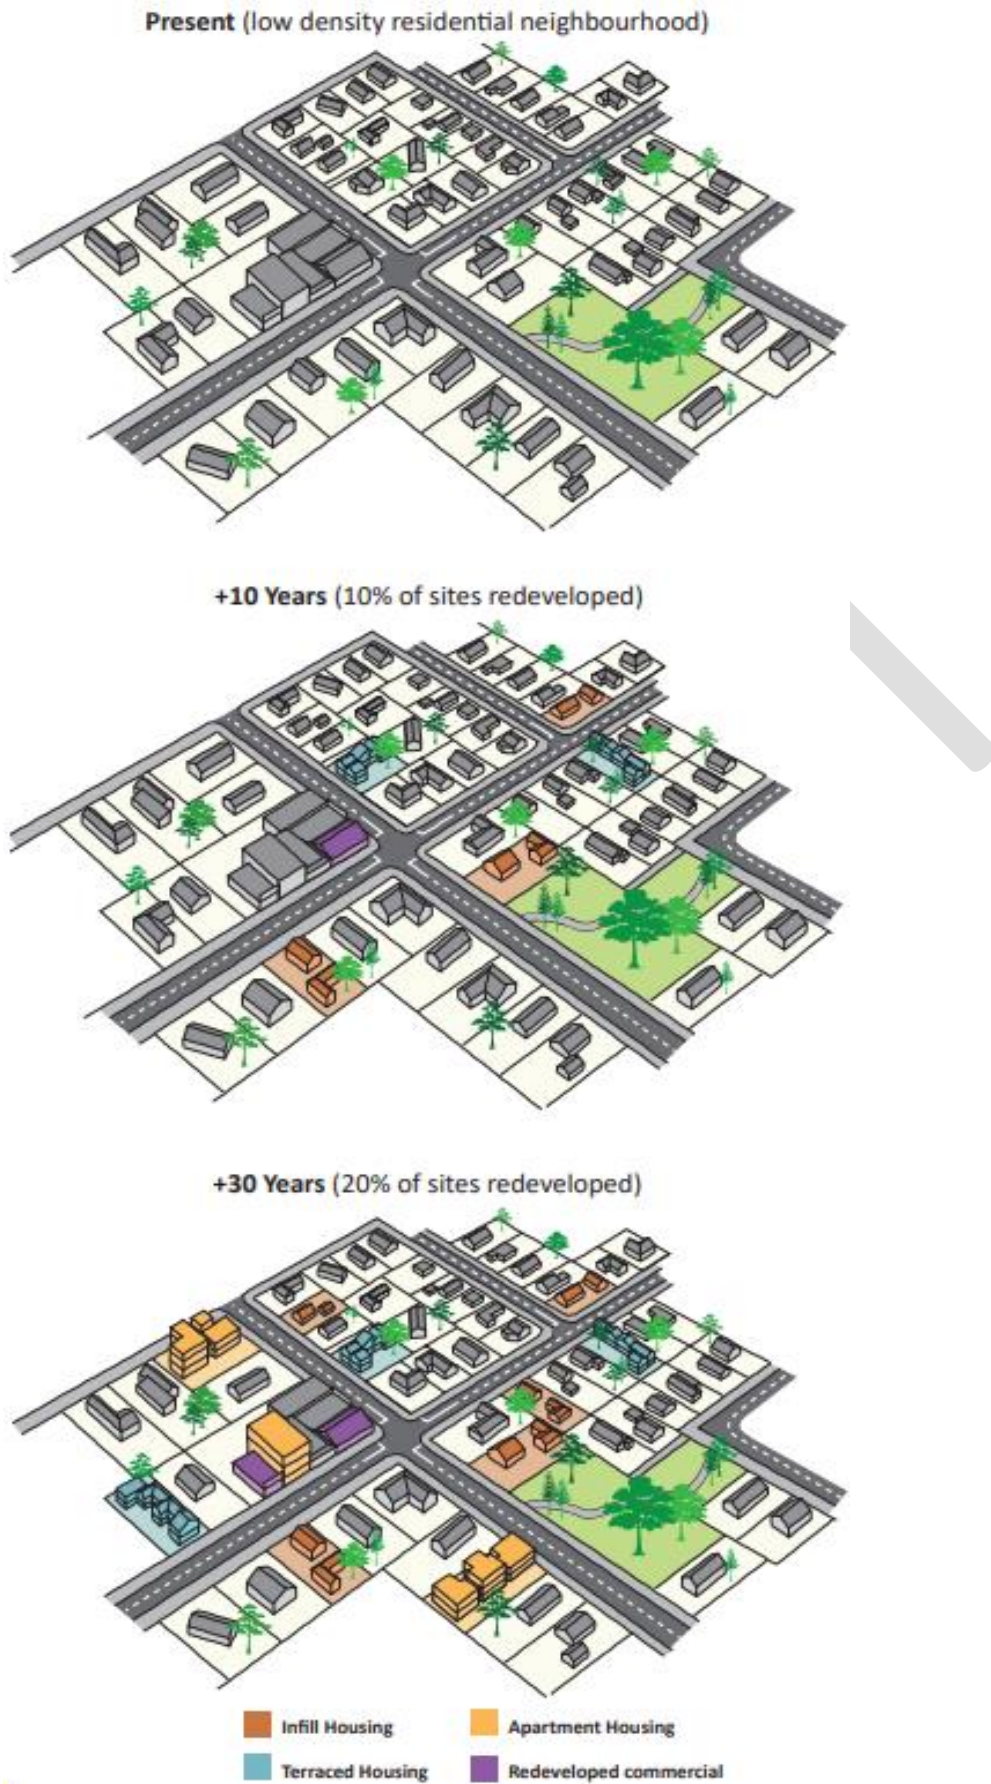 Present (low density residential neighbourhood)
+10 Years (10% of sites redeveloped)
+30 Years (20% of sites redeveloped)
Infill Housing
Apartment Housing
Terraced Housing
Redeveloped commercial